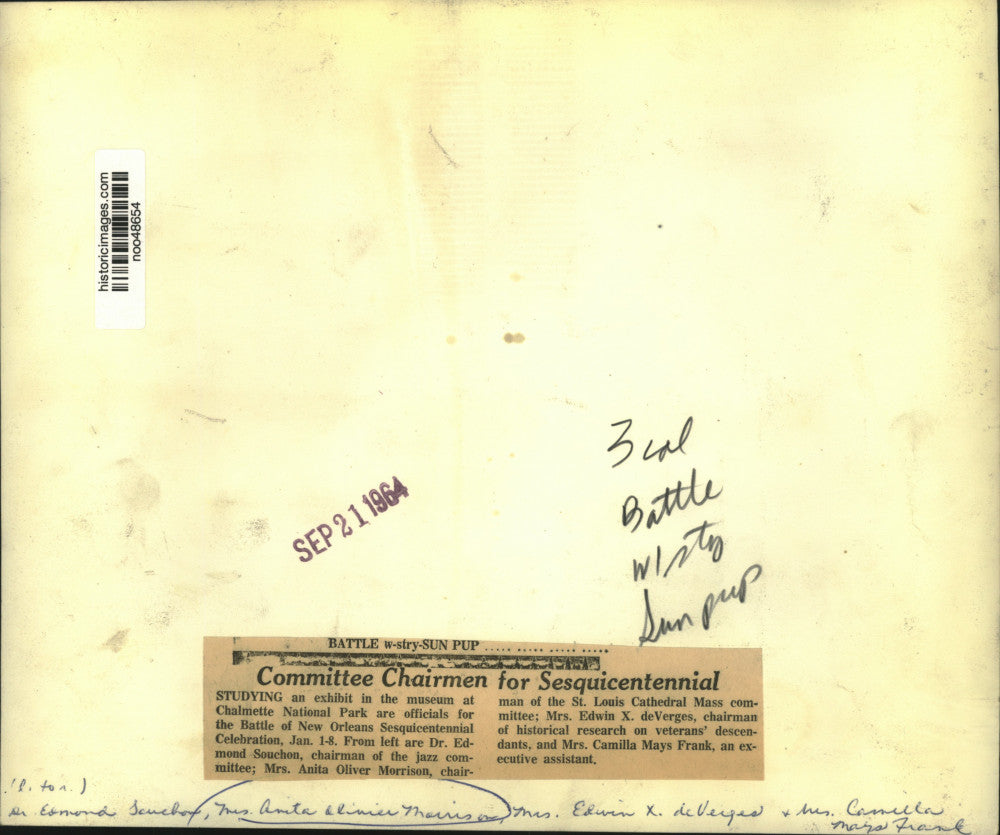 historicimages.com
noo48654
3 col
Battle
w/sty
Sun pup
SEP 21 1964
BATTLE w-stry-SUN PUP ..... ..... ..... .....
Committee Chairmen for Sesquicentennial
STUDYING an exhibit in the museum at
Chalmette National Park are officials for
the Battle of New Orleans Sesquicentennial
Celebration, Jan. 1-8. From left are Dr. Ed-
mond Souchon, chairman of the jazz com-
mittee; Mrs. Anita Oliver Morrison, chair-
man of the St. Louis Cathedral Mass com-
mittee; Mrs. Edwin X. deVerges, chairman
of historical research on veterans' descen-
dants, and Mrs. Camilla Mays Frank, an ex-
ecutive assistant.
(l. to r.)
Dr. Edmond Souchon, Mrs. Anita Olivier Morrison, Mrs. Edwin X. deVerges + Mrs. Camilla
Mays Frank